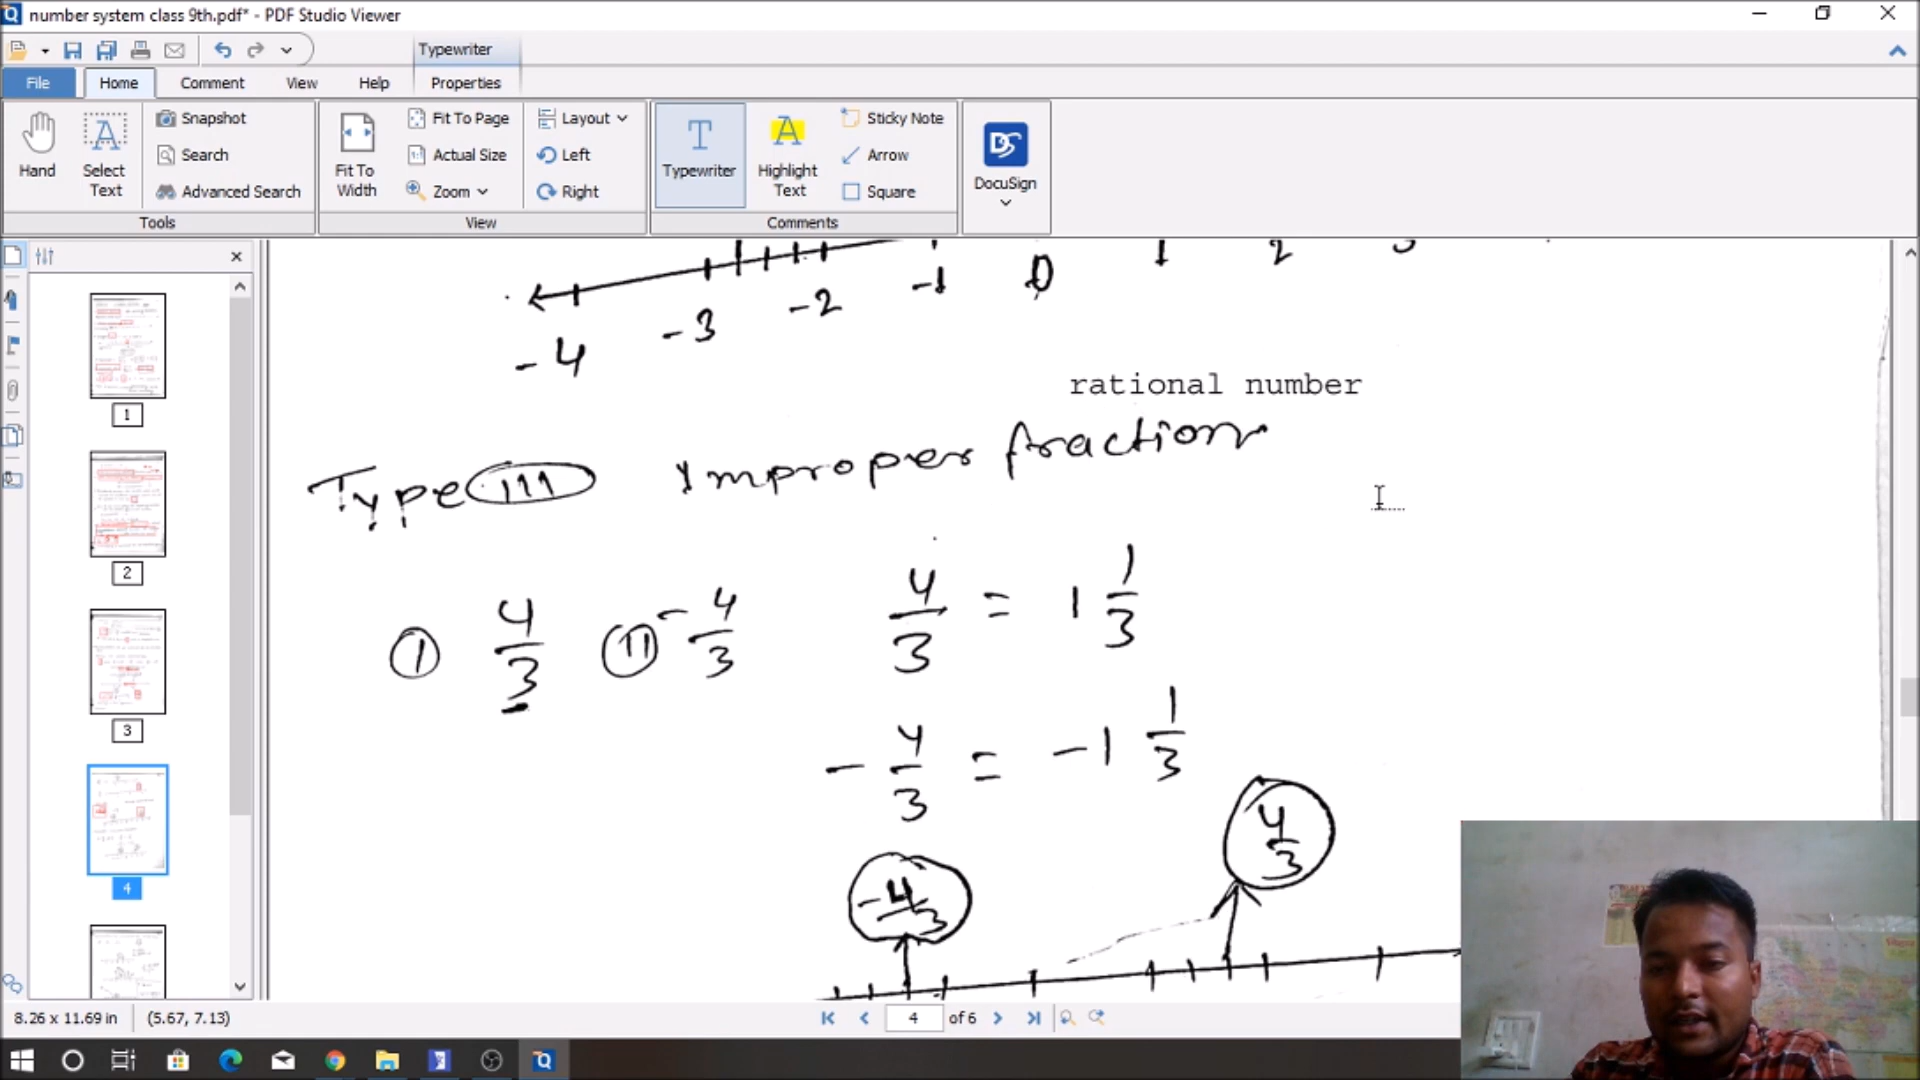 number system class 9th.pdf* - PDF Studio Viewer
Typewriter
File Home Comment View Help Properties
Hand
Select Text
Snapshot
Search
Advanced Search
Tools
Fit To Width
Fit To Page
Actual Size
Zoom
Layout
Left
Right
View
Typewriter
Highlight Text
Sticky Note
Arrow
Square
Comments
DS
DocuSign
1
2
3
4
-4 -3 -2 -1 0 1 2
rational number
Type III Improper fraction
I 4/3 II -4/3 4/3 = 1 1/3
-4/3 = -1 1/3
4/3
-4/3
8.26 x 11.69 in (5.67, 7.13)
4 of 6